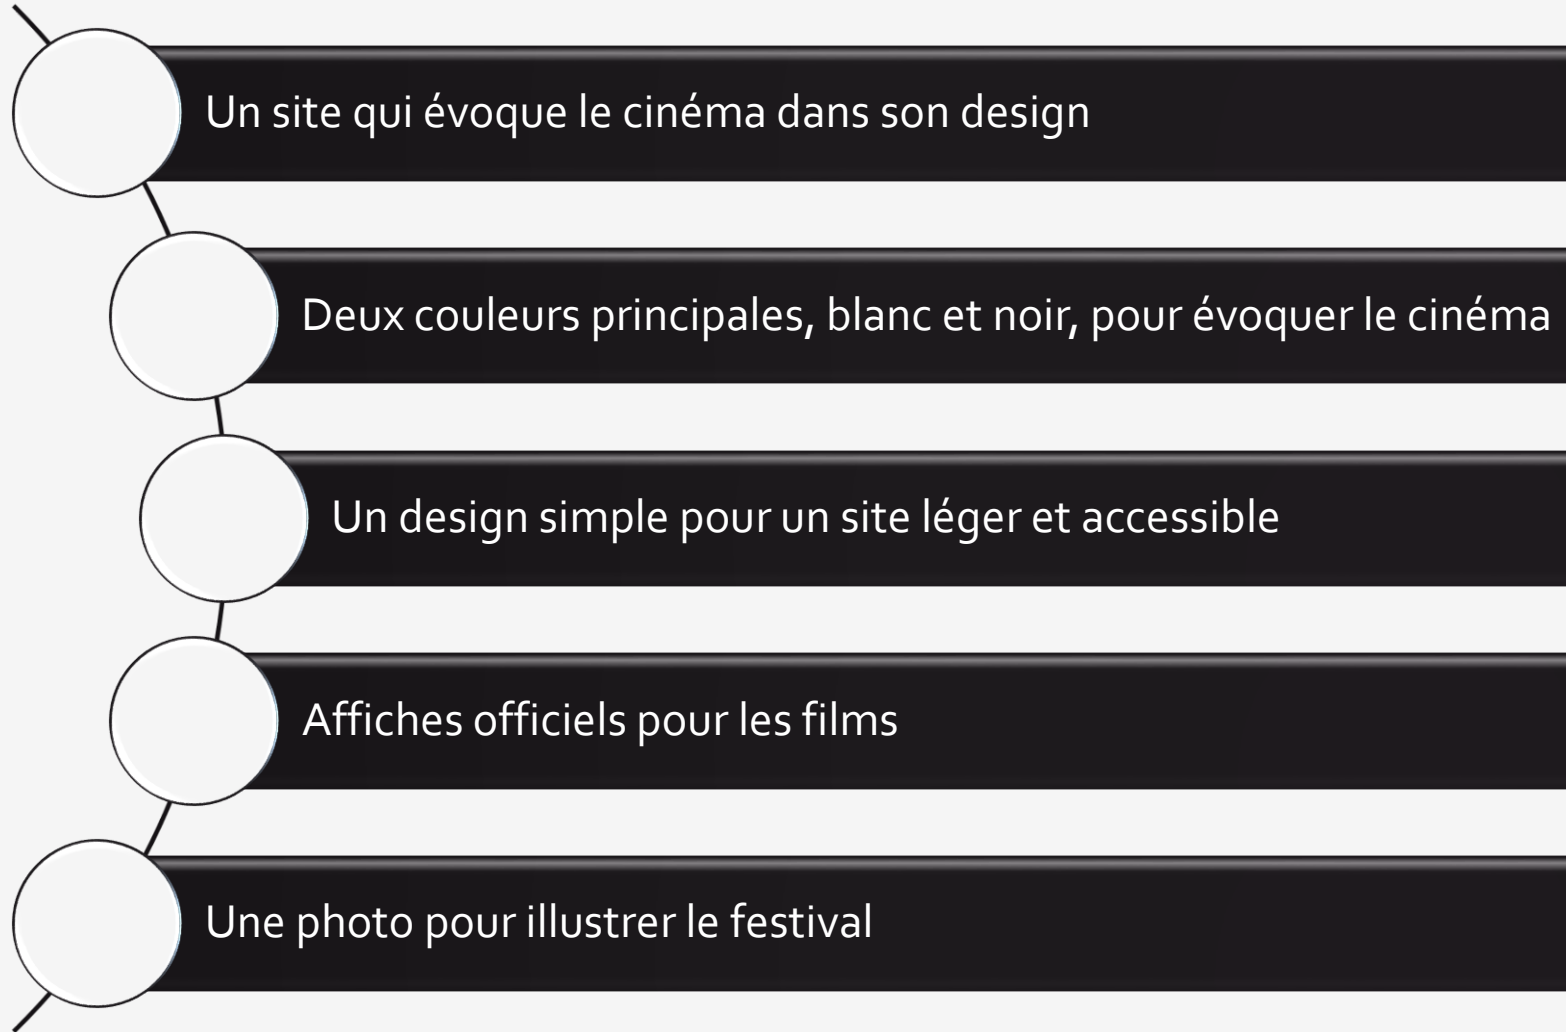 Un site qui évoque le cinéma dans son design
Deux couleurs principales, blanc et noir, pour évoquer le cinéma
Un design simple pour un site léger et accessible
Affiches officiels pour les films
Une photo pour illustrer le festival